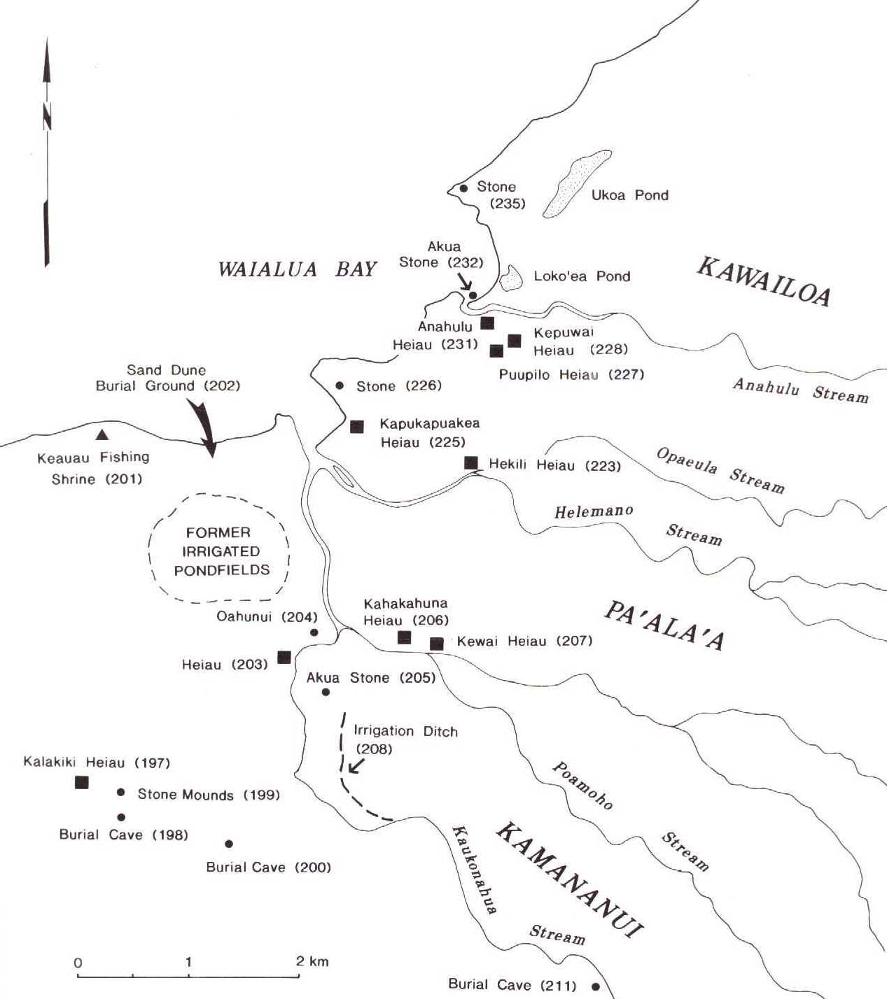 N
Stone
(235)
Ukoa Pond
Akua
Stone (232)
WAIALUA BAY
Loko'ea Pond
KAWAILOA
Anahulu
Heiau (231)
Kepuwai
Heiau (228)
Puupilo Heiau (227)
Anahulu Stream
Sand Dune
Burial Ground (202)
Stone (226)
Kapukapuakea
Heiau (225)
Keauau Fishing
Shrine (201)
Hekili Heiau (223)
Opaeula Stream
Helemano
Stream
FORMER
IRRIGATED
PONDFIELDS
Oahunui (204)
Kahakahuna
Heiau (206)
Kewai Heiau (207)
PA'ALA'A
Heiau (203)
Akua Stone (205)
Irrigation Ditch
(208)
Kalakiki Heiau (197)
Stone Mounds (199)
Burial Cave (198)
Burial Cave (200)
Poamoho
Stream
KAMANANUI
Kaukonahua
Stream
0 1 2 km
Burial Cave (211)